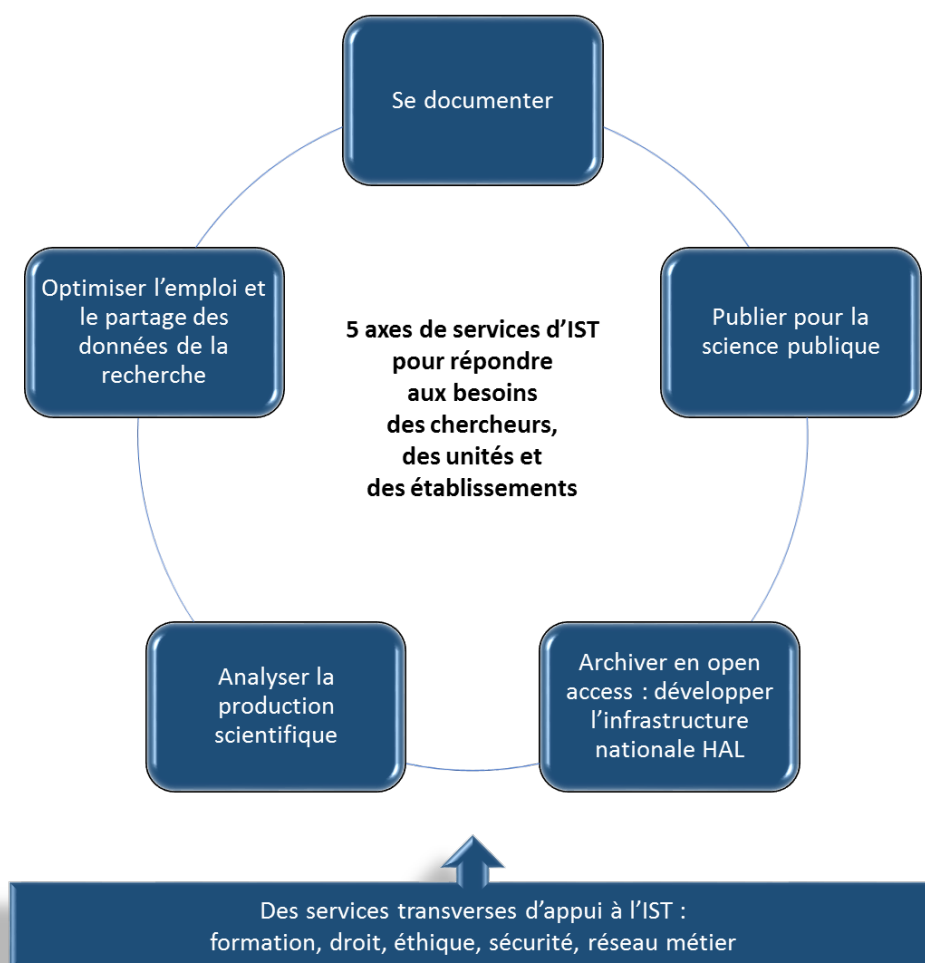 Se documenter
Optimiser l’emploi et
le partage des
données de la
recherche
5 axes de services d’IST
pour répondre
aux besoins
des chercheurs,
des unités et
des établissements
Publier pour la
science publique
Analyser la
production
scientifique
Archiver en open
access : développer
l’infrastructure
nationale HAL
Des services transverses d’appui à l’IST :
formation, droit, éthique, sécurité, réseau métier